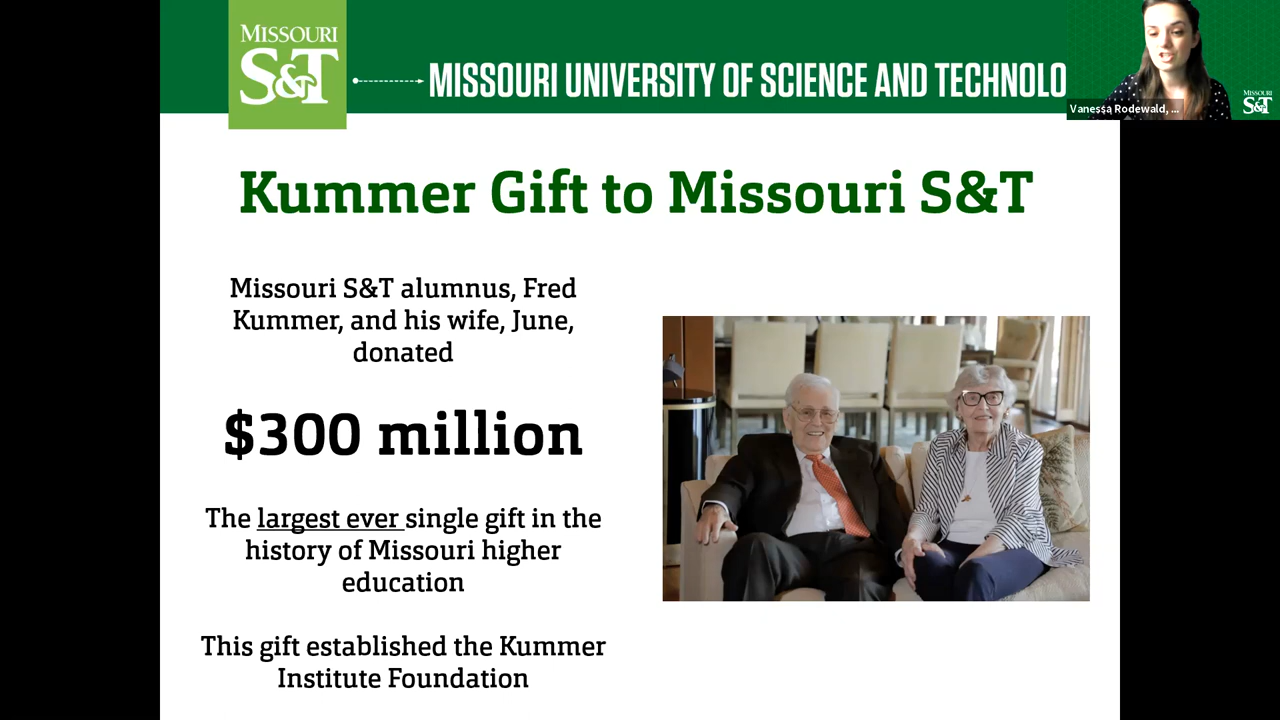 MISSOURI
S&T
MISSOURI UNIVERSITY OF SCIENCE AND TECHNOLO
Vanessa Rodewald, ...
MISSOURI
S&T
Kummer Gift to Missouri S&T
Missouri S&T alumnus, Fred
Kummer, and his wife, June,
donated
$300 million
The largest ever single gift in the
history of Missouri higher
education
This gift established the Kummer
Institute Foundation